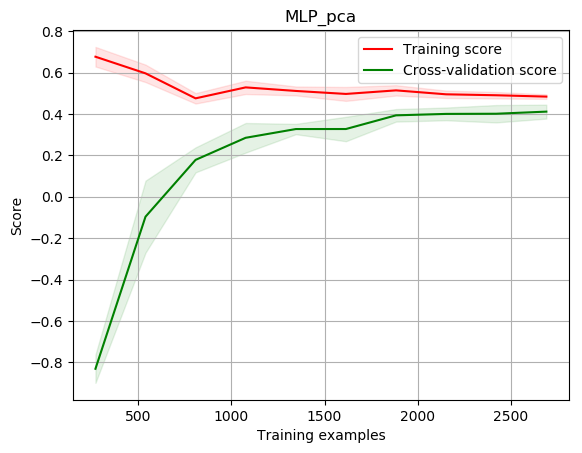 MLP_pca
Training score
Cross-validation score
Score
0.8
0.6
0.4
0.2
0.0
−0.2
−0.4
−0.6
−0.8
500
1000
1500
2000
2500
Training examples